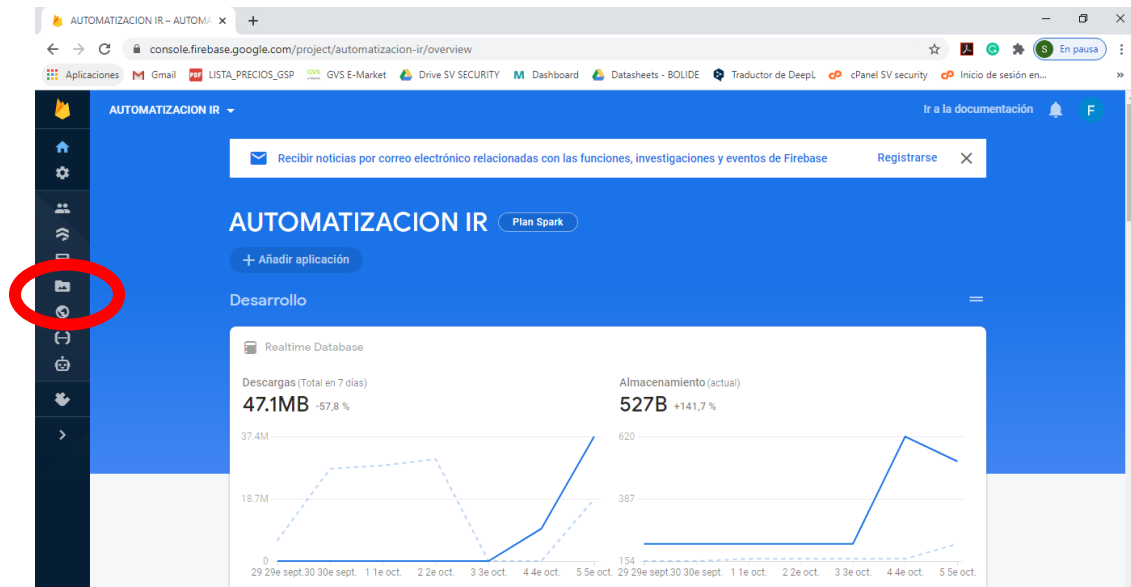 AUTOMATIZACION IR – AUTOMA
console.firebase.google.com/project/automatizacion-ir/overview
S En pausa
Aplicaciones M Gmail PDF LISTA_PRECIOS_GSP GVS GVS E-Market Drive SV SECURITY M Dashboard Datasheets - BOLIDE Traductor de DeepL cP cPanel SV security cP Inicio de sesión en... »
AUTOMATIZACION IR Ir a la documentación F
Recibir noticias por correo electrónico relacionadas con las funciones, investigaciones y eventos de Firebase Registrarse
AUTOMATIZACION IR Plan Spark
+ Añadir aplicación
Desarrollo
Realtime Database
Descargas (Total en 7 días) Almacenamiento (actual)
47.1MB -57,8 % 527B +141,7 %
37.4M 620
18.7M 387
0 154
29 29e sept. 30 30e sept. 1 1e oct. 2 2e oct. 3 3e oct. 4 4e oct. 5 5e oct. 29 29e sept. 30 30e sept. 1 1e oct. 2 2e oct. 3 3e oct. 4 4e oct. 5 5e oct.